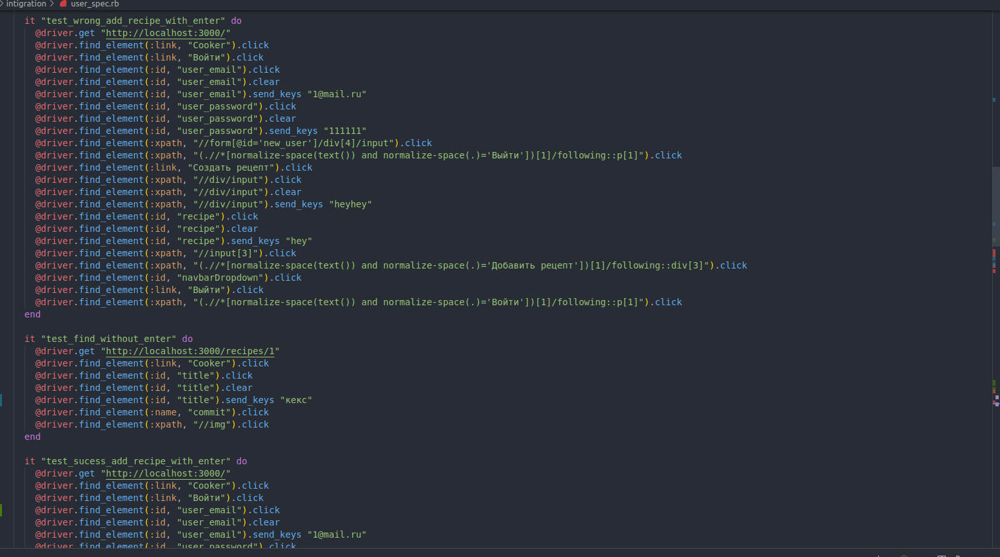 intigration > user_spec.rb
it "test_wrong_add_recipe_with_enter" do
@driver.get "http://localhost:3000/"
@driver.find_element(:link, "Cooker").click
@driver.find_element(:link, "Войти").click
@driver.find_element(:id, "user_email").click
@driver.find_element(:id, "user_email").clear
@driver.find_element(:id, "user_email").send_keys "1@mail.ru"
@driver.find_element(:id, "user_password").click
@driver.find_element(:id, "user_password").clear
@driver.find_element(:id, "user_password").send_keys "111111"
@driver.find_element(:xpath, "//form[@id='new_user']/div[4]/input").click
@driver.find_element(:xpath, "(.//*[normalize-space(text()) and normalize-space(.)='Выйти'])[1]/following::p[1]").click
@driver.find_element(:link, "Создать рецепт").click
@driver.find_element(:xpath, "//div/input").click
@driver.find_element(:xpath, "//div/input").clear
@driver.find_element(:xpath, "//div/input").send_keys "heyhey"
@driver.find_element(:id, "recipe").click
@driver.find_element(:id, "recipe").clear
@driver.find_element(:id, "recipe").send_keys "hey"
@driver.find_element(:xpath, "//input[3]").click
@driver.find_element(:xpath, "(.//*[normalize-space(text()) and normalize-space(.)='Добавить рецепт'])[1]/following::div[3]").click
@driver.find_element(:id, "navbarDropdown").click
@driver.find_element(:link, "Выйти").click
@driver.find_element(:xpath, "(.//*[normalize-space(text()) and normalize-space(.)='Войти'])[1]/following::p[1]").click
end
it "test_find_without_enter" do
@driver.get "http://localhost:3000/recipes/1"
@driver.find_element(:link, "Cooker").click
@driver.find_element(:id, "title").click
@driver.find_element(:id, "title").clear
@driver.find_element(:id, "title").send_keys "кекс"
@driver.find_element(:name, "commit").click
@driver.find_element(:xpath, "//img").click
end
it "test_sucess_add_recipe_with_enter" do
@driver.get "http://localhost:3000/"
@driver.find_element(:link, "Cooker").click
@driver.find_element(:link, "Войти").click
@driver.find_element(:id, "user_email").click
@driver.find_element(:id, "user_email").clear
@driver.find_element(:id, "user_email").send_keys "1@mail.ru"
@driver.find_element(:id, "user_password").click